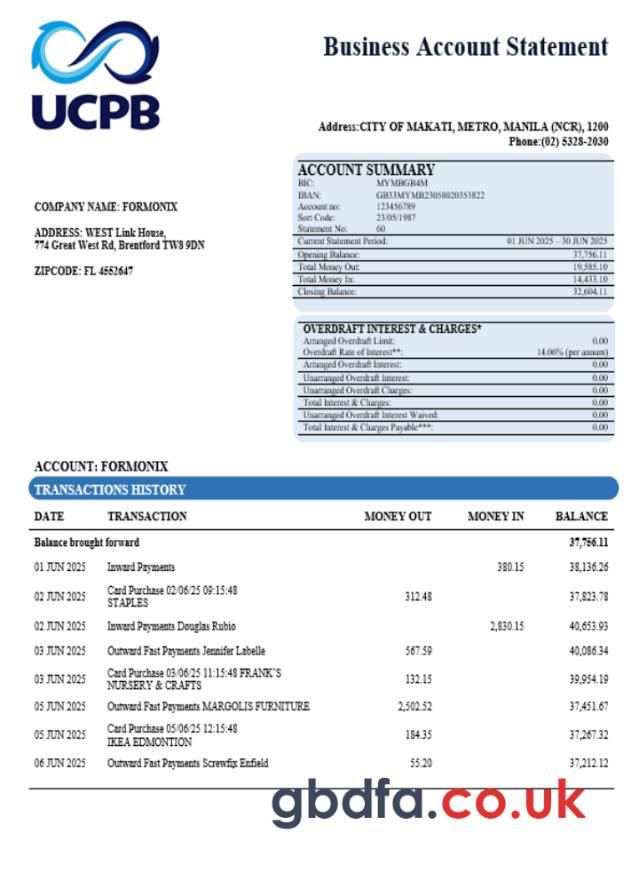 UCPB
Business Account Statement
Address:CITY OF MAKATI, METRO, MANILA (NCR), 1200
Phone:(02) 5328-2030
COMPANY NAME: FORMONIX
ADDRESS: WEST Link House,
774 Great West Rd, Brentford TW8 9DN
ZIPCODE: FL 4552647
ACCOUNT SUMMARY
BIC: MYMBGB4M
IBAN: GB33MYMB23058020353822
Account no: 123456789
Sort Code: 23/05/1987
Statement No: 60
Current Statement Period: 01 JUN 2025 – 30 JUN 2025
Opening Balance: 37,756.11
Total Money Out: 19,585.10
Total Money In: 14,433.10
Closing Balance: 32,604.11
OVERDRAFT INTEREST & CHARGES*
Arranged Overdraft Limit: 0.00
Overdraft Rate of Interest**: 14.06% (per annum)
Arranged Overdraft Interest: 0.00
Unarranged Overdraft Interest: 0.00
Unarranged Overdraft Charges: 0.00
Total Interest & Charges: 0.00
Unarranged Overdraft Interest Waived: 0.00
Total Interest & Charges Payable***: 0.00
ACCOUNT: FORMONIX
TRANSACTIONS HISTORY
DATE TRANSACTION MONEY OUT MONEY IN BALANCE
Balance brought forward 37,756.11
01 JUN 2025 Inward Payments 380.15 38,136.26
02 JUN 2025 Card Purchase 02/06/25 09:15:48
STAPLES 312.48 37,823.78
02 JUN 2025 Inward Payments Douglas Rubio 2,830.15 40,653.93
03 JUN 2025 Outward Fast Payments Jennifer Labelle 567.59 40,086.34
03 JUN 2025 Card Purchase 03/06/25 11:15:48 FRANK'S
NURSERY & CRAFTS 132.15 39,954.19
05 JUN 2025 Outward Fast Payments MARGOLIS FURNITURE 2,502.52 37,451.67
05 JUN 2025 Card Purchase 05/06/25 12:15:48
IKEA EDMONTION 184.35 37,267.32
06 JUN 2025 Outward Fast Payments Screwfix Enfield 55.20 37,212.12
gbdfa.co.uk